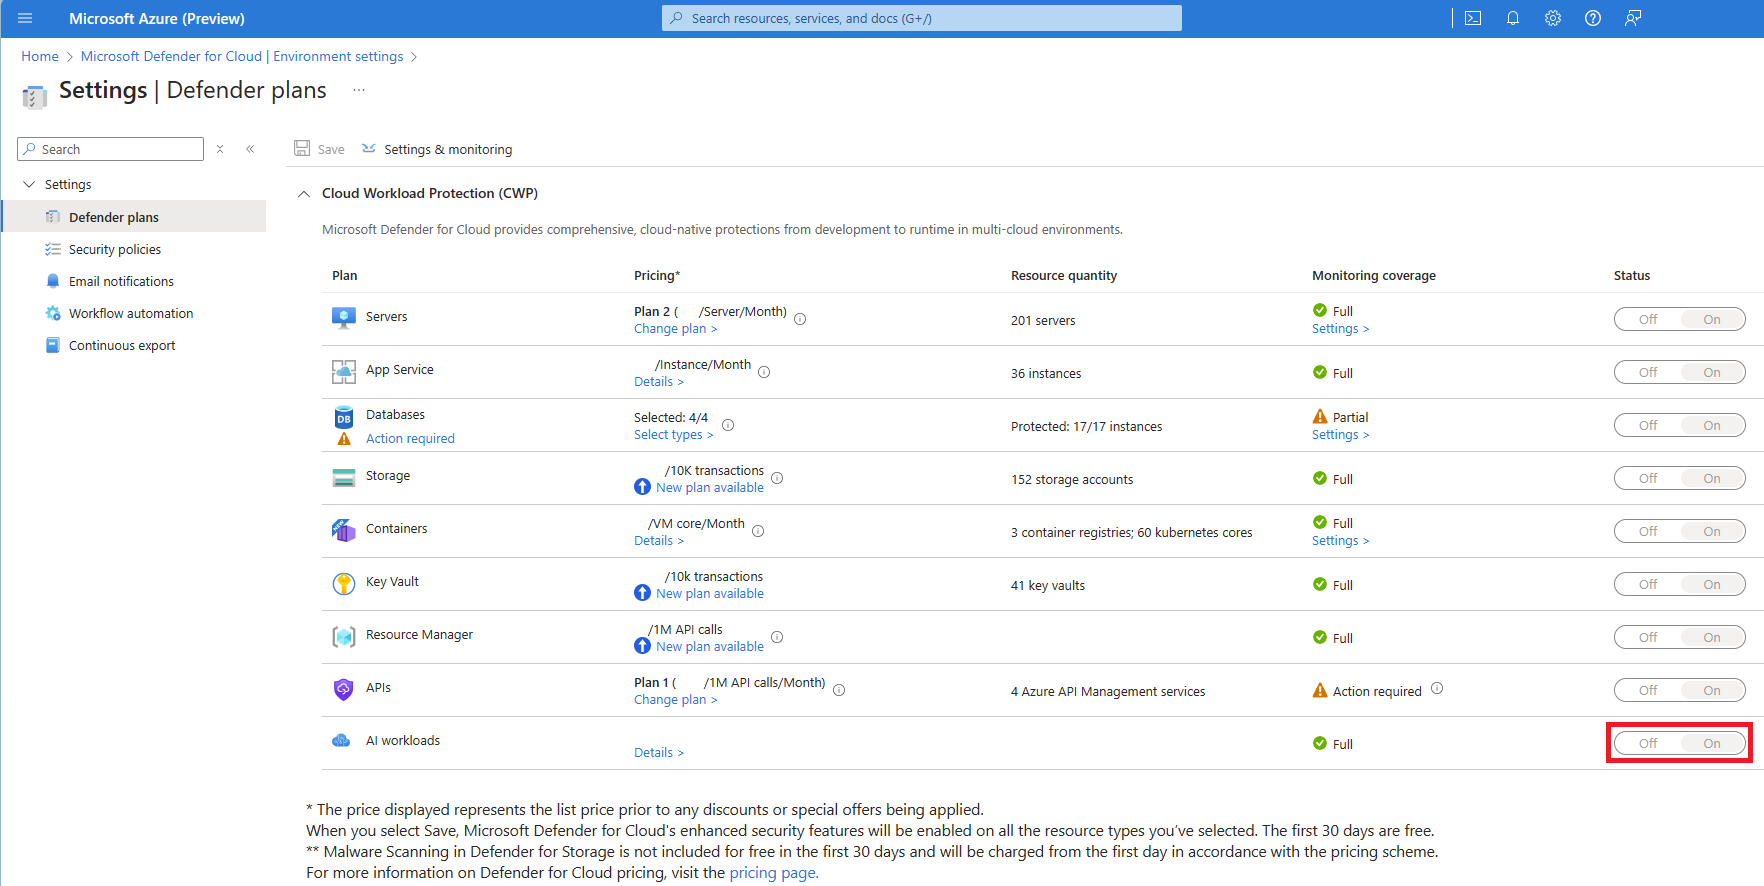 Microsoft Azure (Preview)
Search resources, services, and docs (G+/)
Home > Microsoft Defender for Cloud | Environment settings >
Settings | Defender plans ...
Search
Save Settings & monitoring
Settings
Defender plans
Security policies
Email notifications
Workflow automation
Continuous export
Cloud Workload Protection (CWP)
Microsoft Defender for Cloud provides comprehensive, cloud-native protections from development to runtime in multi-cloud environments.
Plan Pricing* Resource quantity Monitoring coverage Status
Servers Plan 2 ( /Server/Month) 201 servers Full Off On
Change plan > Settings >
App Service /Instance/Month 36 instances Full Off On
Details >
Databases Selected: 4/4 Protected: 17/17 instances Partial Off On
Action required Select types > Settings >
Storage /10K transactions 152 storage accounts Full Off On
New plan available
Containers /VM core/Month 3 container registries; 60 kubernetes cores Full Off On
Details > Settings >
Key Vault /10k transactions 41 key vaults Full Off On
New plan available
Resource Manager /1M API calls Full Off On
New plan available
APIs Plan 1 ( /1M API calls/Month) 4 Azure API Management services Action required Off On
Change plan >
AI workloads Details > Full Off On
* The price displayed represents the list price prior to any discounts or special offers being applied.
When you select Save, Microsoft Defender for Cloud's enhanced security features will be enabled on all the resource types you've selected. The first 30 days are free.
** Malware Scanning in Defender for Storage is not included for free in the first 30 days and will be charged from the first day in accordance with the pricing scheme.
For more information on Defender for Cloud pricing, visit the pricing page.